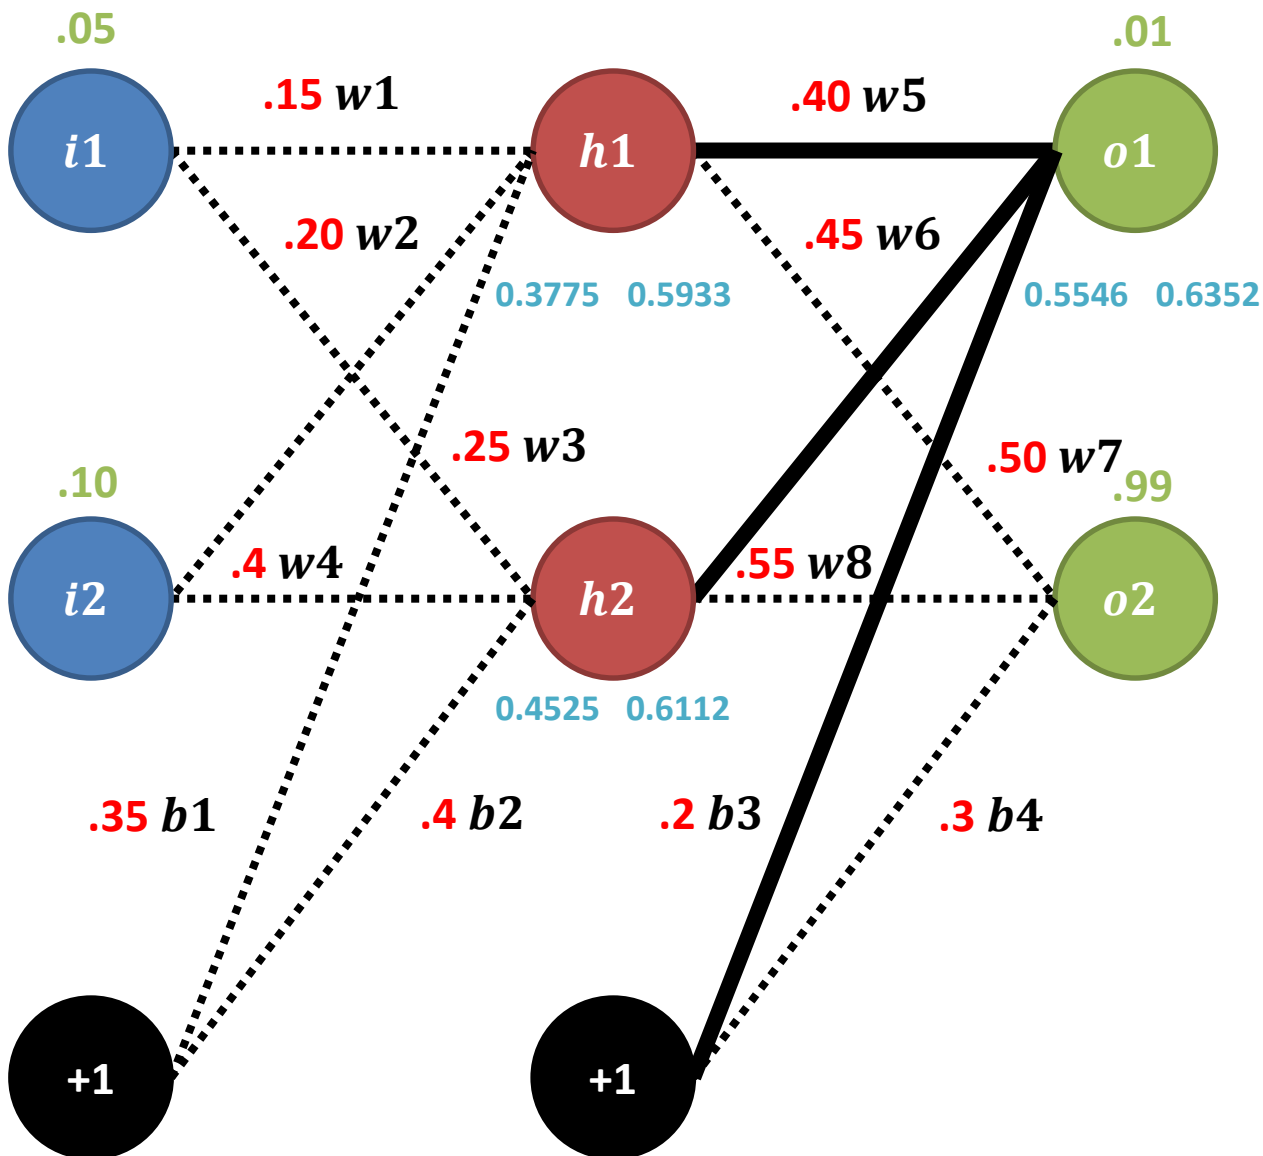 .05
.01
.15 w1
.40 w5
i1
h1
o1
.20 w2
.45 w6
0.3775 0.5933
0.5546 0.6352
.25 w3
.50 w7
.10
.99
.4 w4
.55 w8
i2
h2
o2
0.4525 0.6112
.35 b1
.4 b2
.2 b3
.3 b4
+1
+1